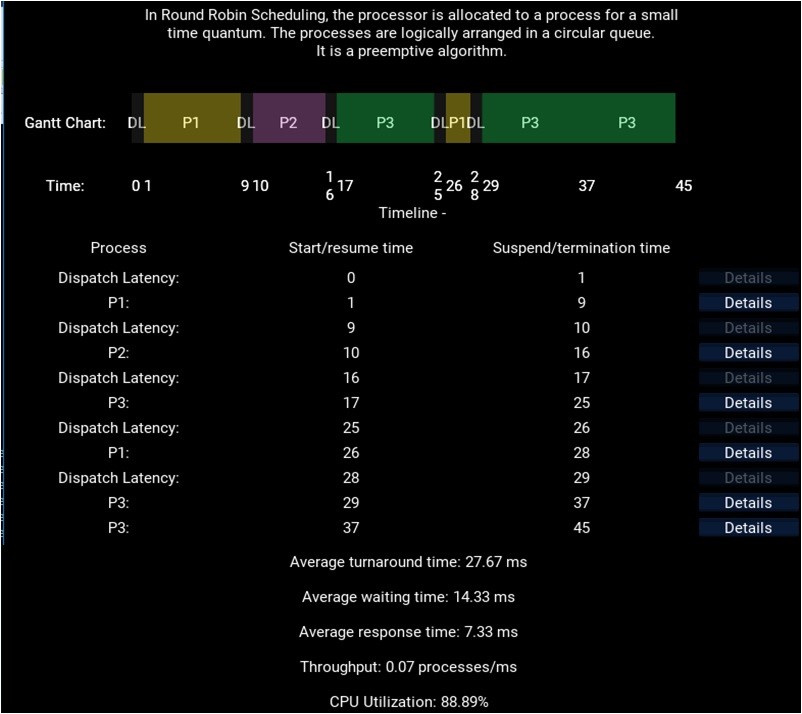 In Round Robin Scheduling, the processor is allocated to a process for a small
time quantum. The processes are logically arranged in a circular queue.
It is a preemptive algorithm.
Gantt Chart: DL P1 DL P2 DL P3 DL P1 DL P3 P3
Time: 0 1 9 10 16 17 25 26 28 29 37 45
Timeline -
Process Start/resume time Suspend/termination time
Dispatch Latency: 0 1 Details
P1: 1 9 Details
Dispatch Latency: 9 10 Details
P2: 10 16 Details
Dispatch Latency: 16 17 Details
P3: 17 25 Details
Dispatch Latency: 25 26 Details
P1: 26 28 Details
Dispatch Latency: 28 29 Details
P3: 29 37 Details
P3: 37 45 Details
Average turnaround time: 27.67 ms
Average waiting time: 14.33 ms
Average response time: 7.33 ms
Throughput: 0.07 processes/ms
CPU Utilization: 88.89%